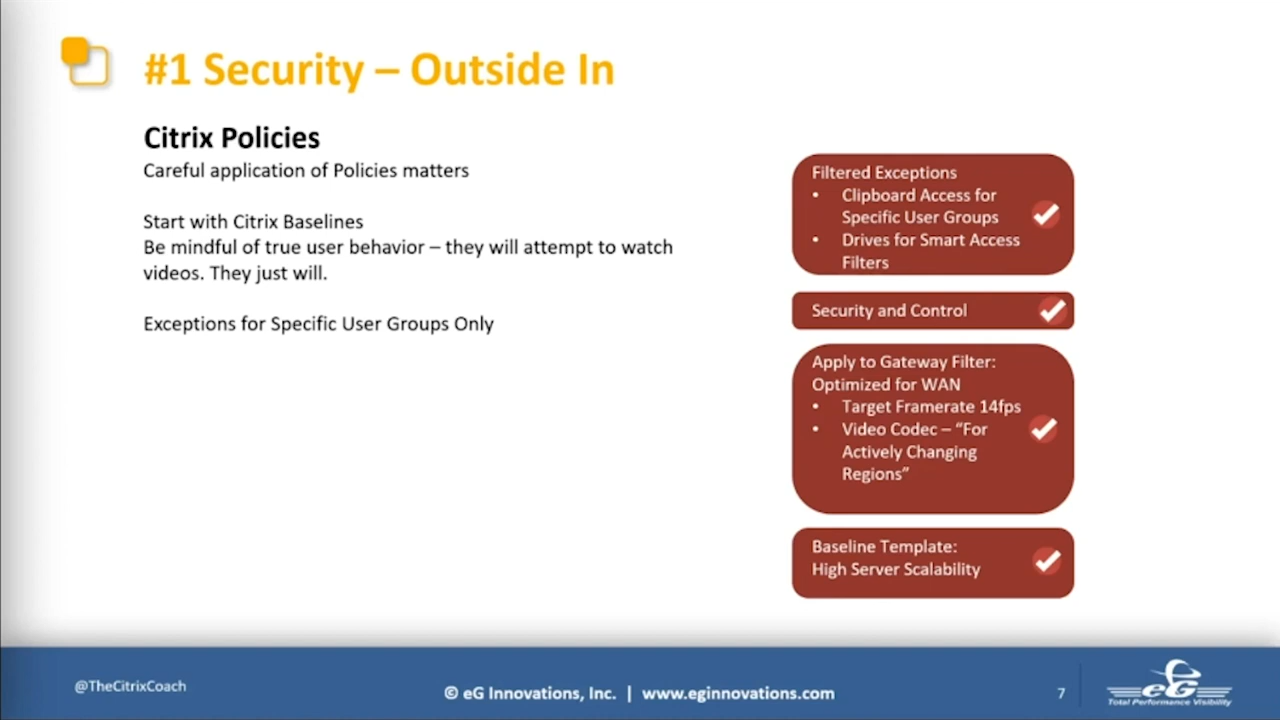 #1 Security – Outside In
Citrix Policies
Careful application of Policies matters
Start with Citrix Baselines
Be mindful of true user behavior – they will attempt to watch
videos. They just will.
Exceptions for Specific User Groups Only
Filtered Exceptions
• Clipboard Access for
Specific User Groups
• Drives for Smart Access
Filters
Security and Control
Apply to Gateway Filter:
Optimized for WAN
• Target Framerate 14fps
• Video Codec – “For
Actively Changing
Regions”
Baseline Template:
High Server Scalability
@TheCitrixCoach
© eG Innovations, Inc. | www.eginnovations.com
7
eG
Total Performance Visibility